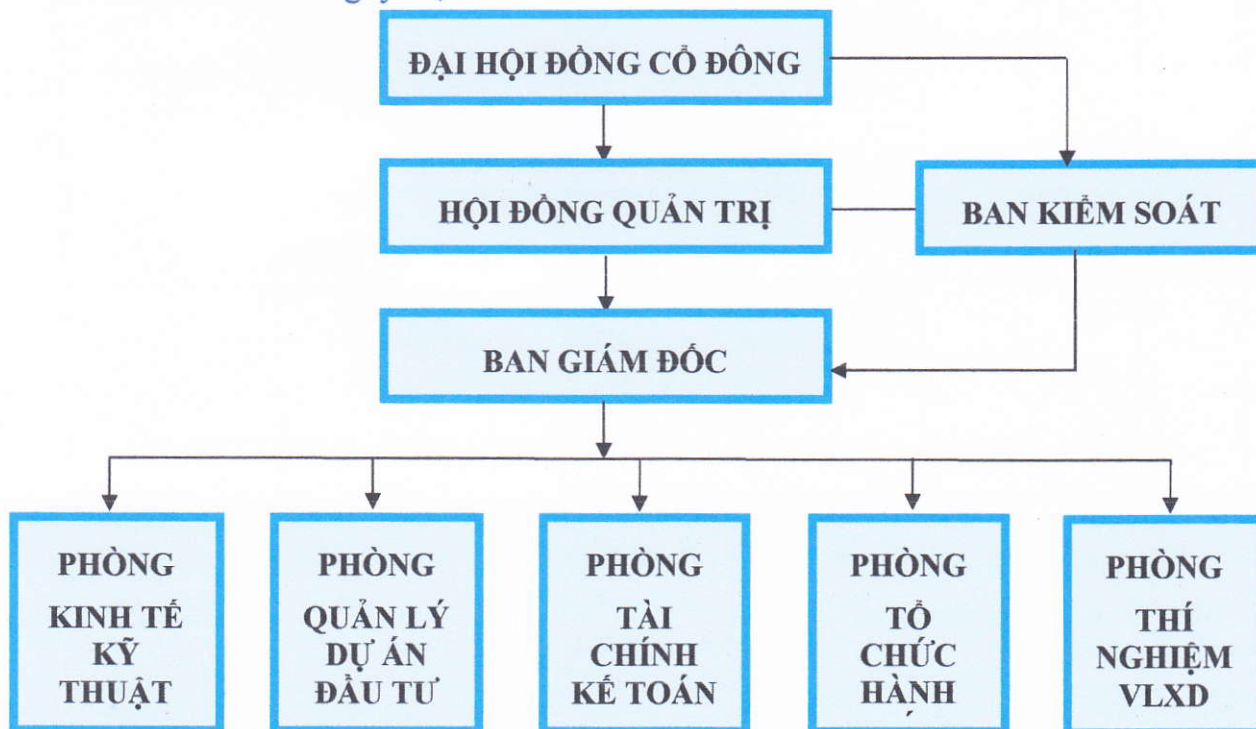 ĐẠI HỘI ĐỒNG CỔ ĐÔNG
HỘI ĐỒNG QUẢN TRỊ
BAN KIỂM SOÁT
BAN GIÁM ĐỐC
PHÒNG
KINH TẾ
KỸ
THUẬT
PHÒNG
QUẢN LÝ
DỰ ÁN
ĐẦU TƯ
PHÒNG
TÀI
CHÍNH
KẾ TOÁN
PHÒNG
TỔ
CHỨC
HÀNH
PHÒNG
THÍ
NGHIỆM
VLXD